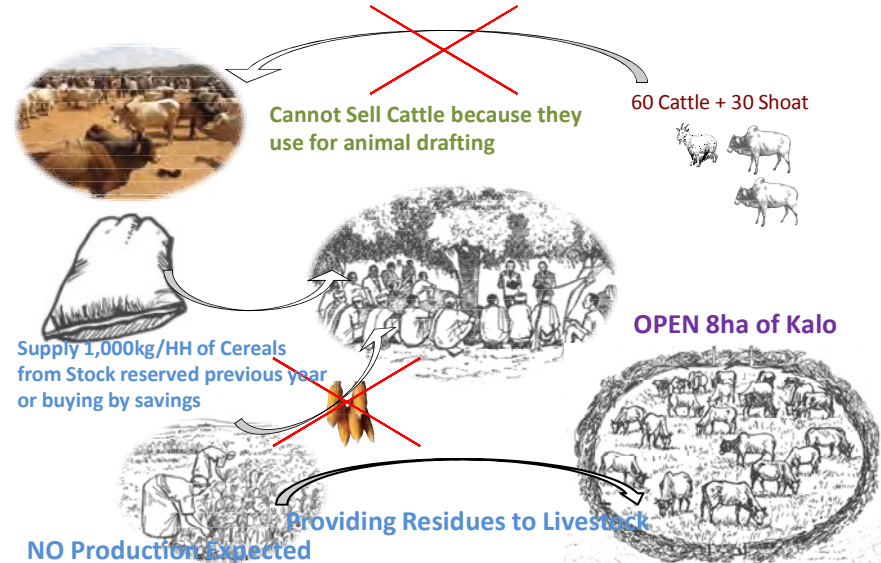 Cannot Sell Cattle because they
use for animal drafting
60 Cattle + 30 Shoat
OPEN 8ha of Kalo
Supply 1,000kg/HH of Cereals
from Stock reserved previous year
or buying by savings
Providing Residues to Livestock
NO Production Expected